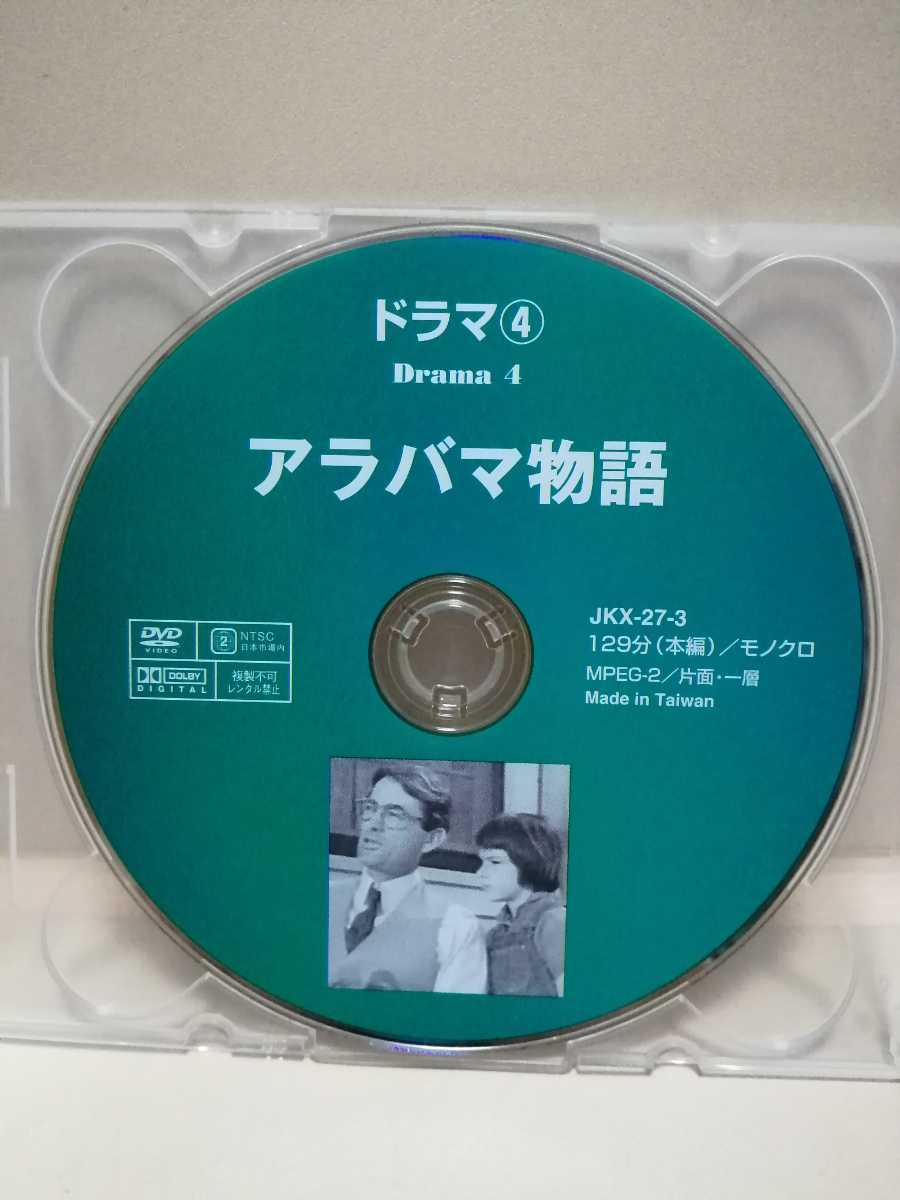 ドラマ④
Drama 4
アラバマ物語
DVD
VIDEO
2
NTSC
日本市場内
DOLBY
DIGITAL
複製不可
レンタル禁止
JKX-27-3
129分(本編)/モノクロ
MPEG-2/片面・一層
Made in Taiwan